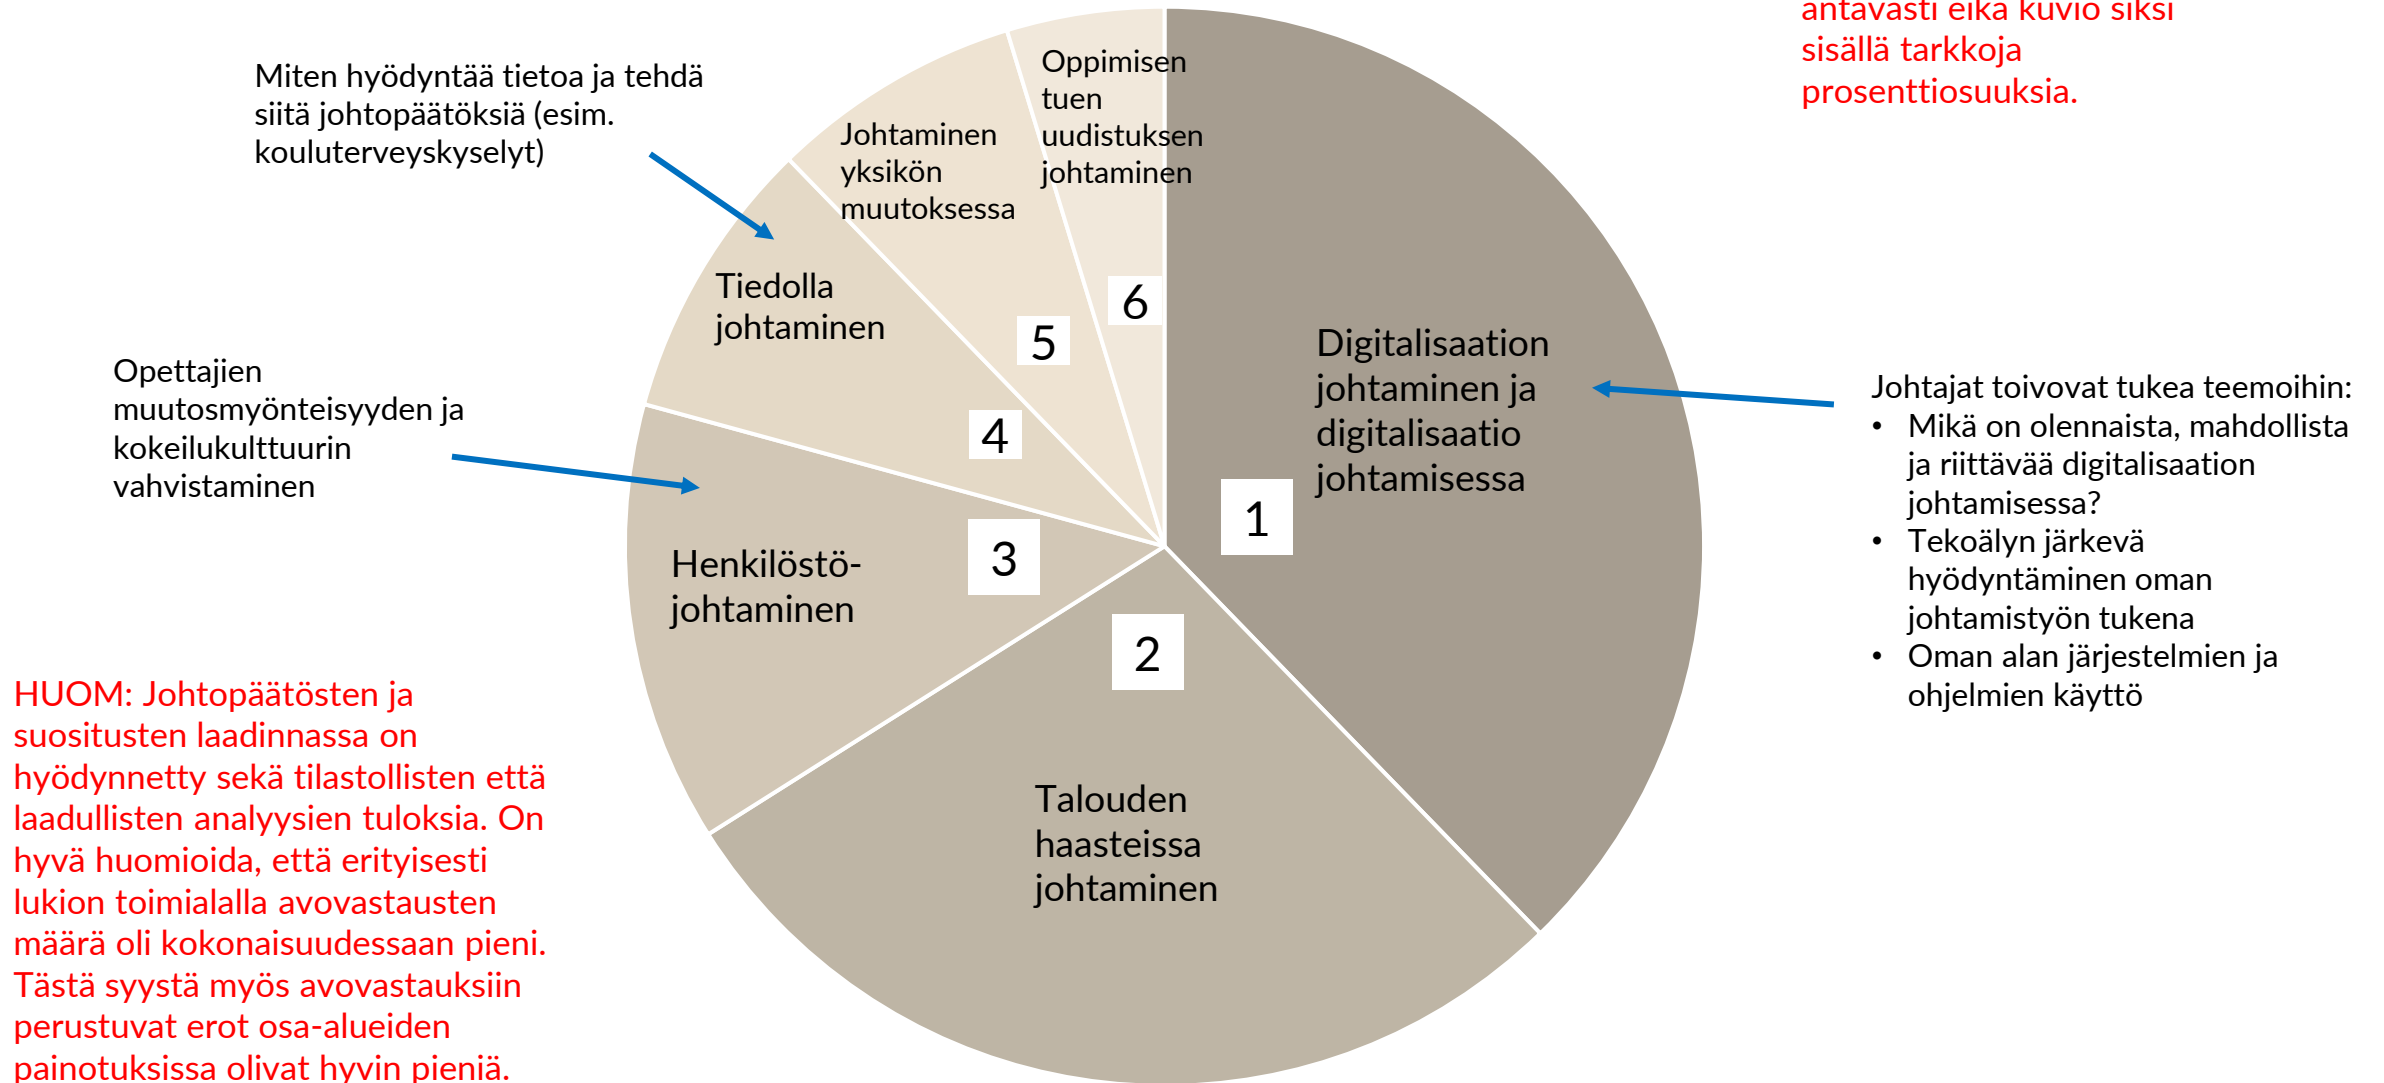 antavasti eikä kuvio siksi
sisällä tarkkoja
prosenttiosuuksia.
Miten hyödyntää tietoa ja tehdä
siitä johtopäätöksiä (esim.
kouluterveyskyselyt)
Oppimisen
tuen
uudistuksen
johtaminen
6
Johtaminen
yksikön
muutoksessa
5
Tiedolla
johtaminen
4
Opettajien
muutosmyönteisyyden ja
kokeilukulttuurin
vahvistaminen
Henkilöstö-
johtaminen
3
Digitalisaation
johtaminen ja
digitalisaatio
johtamisessa
1
Johtajat toivovat tukea teemoihin:
• Mikä on olennaista, mahdollista
ja riittävää digitalisaation
johtamisessa?
• Tekoälyn järkevä
hyödyntäminen oman
johtamistyön tukena
• Oman alan järjestelmien ja
ohjelmien käyttö
2
Talouden
haasteissa
johtaminen
HUOM: Johtopäätösten ja
suositusten laadinnassa on
hyödynnetty sekä tilastollisten että
laadullisten analyysien tuloksia. On
hyvä huomioida, että erityisesti
lukion toimialalla avovastausten
määrä oli kokonaisuudessaan pieni.
Tästä syystä myös avovastauksiin
perustuvat erot osa-alueiden
painotuksissa olivat hyvin pieniä.